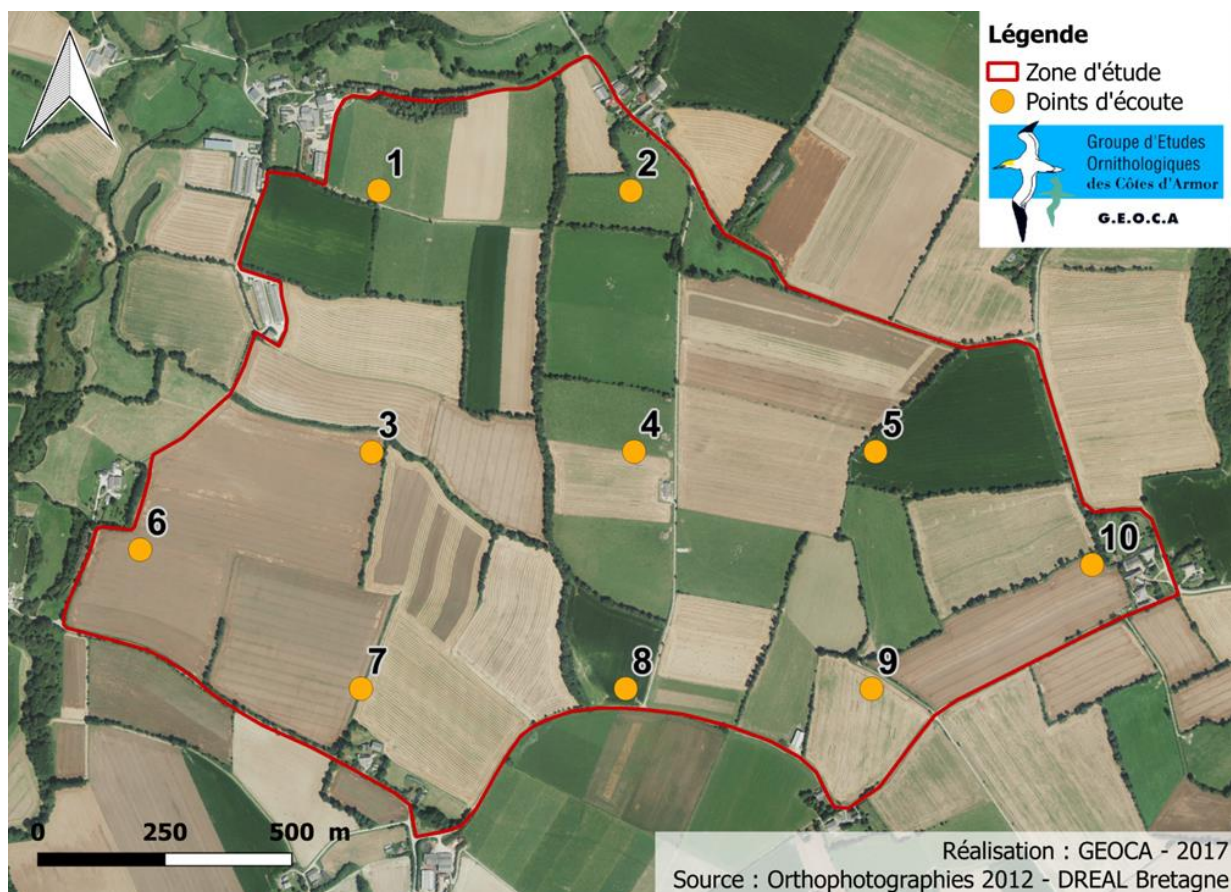 Légende
Zone d'étude
Points d'écoute
Groupe d'Etudes
Ornithologiques
des Côtes d'Armor
G.E.O.C.A
1
2
3
4
5
6
10
7
8
9
0 250 500 m
Réalisation : GEOCA - 2017
Source : Orthophotographies 2012 - DREAL Bretagne